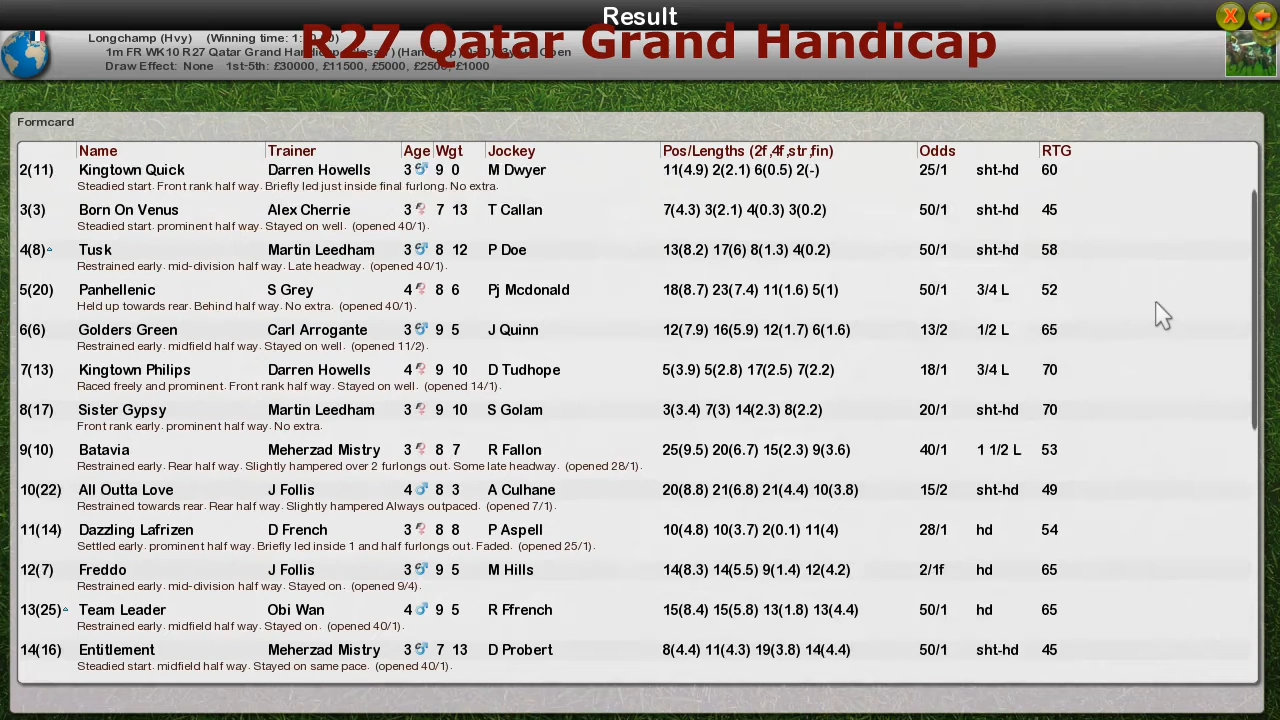 Result
R27 Qatar Grand Handicap
Longchamp (Hvy) (Winning time: 1:
1m FR WK10 R27 Qatar Grand Open
Draw Effect: None 1st-5th: £30000, £11500, £5000, £2500, £1000
Formcard
Name Trainer Age Wgt Jockey Pos/Lengths (2f,4f,str,fin) Odds RTG
2(11) Kingtown Quick Darren Howells 3 9 0 M Dwyer 11(4.9) 2(2.1) 6(0.5) 2(-) 25/1 sht-hd 60
Steadied start. Front rank half way. Briefly led just inside final furlong. No extra.
3(3) Born On Venus Alex Cherrie 3 7 13 T Callan 7(4.3) 3(2.1) 4(0.3) 3(0.2) 50/1 sht-hd 45
Steadied start. prominent half way. Stayed on well. (opened 40/1).
4(8) Tusk Martin Leedham 3 8 12 P Doe 13(8.2) 17(6) 8(1.3) 4(0.2) 50/1 sht-hd 58
Restrained early. mid-division half way. Late headway. (opened 40/1).
5(20) Panhellenic S Grey 4 8 6 Pj Mcdonald 18(8.7) 23(7.4) 11(1.6) 5(1) 50/1 3/4 L 52
Held up towards rear. Behind half way. No extra. (opened 40/1).
6(6) Golders Green Carl Arrogante 3 9 5 J Quinn 12(7.9) 16(5.9) 12(1.7) 6(1.6) 13/2 1/2 L 65
Restrained early. midfield half way. Stayed on well. (opened 11/2).
7(13) Kingtown Philips Darren Howells 4 9 10 D Tudhope 5(3.9) 5(2.8) 17(2.5) 7(2.2) 18/1 3/4 L 70
Raced freely and prominent. Front rank half way. Stayed on well. (opened 14/1).
8(17) Sister Gypsy Martin Leedham 3 9 10 S Golam 3(3.4) 7(3) 14(2.3) 8(2.2) 20/1 sht-hd 70
Front rank early. prominent half way. No extra.
9(10) Batavia Meherzad Mistry 3 8 7 R Fallon 25(9.5) 20(6.7) 15(2.3) 9(3.6) 40/1 1 1/2 L 53
Restrained early. Rear half way. Slightly hampered over 2 furlongs out. Some late headway. (opened 28/1).
10(22) All Outta Love J Follis 4 8 3 A Culhane 20(8.8) 21(6.8) 21(4.4) 10(3.8) 15/2 sht-hd 49
Restrained towards rear. Rear half way. Slightly hampered Always outpaced. (opened 7/1).
11(14) Dazzling Lafrizen D French 3 8 8 P Aspell 10(4.8) 10(3.7) 2(0.1) 11(4) 28/1 hd 54
Settled early. prominent half way. Briefly led inside 1 and half furlongs out. Faded. (opened 25/1).
12(7) Freddo J Follis 3 9 5 M Hills 14(8.3) 14(5.5) 9(1.4) 12(4.2) 2/1f hd 65
Restrained early. mid-division half way. Stayed on. (opened 9/4).
13(25) Team Leader Obi Wan 4 9 5 R Ffrench 15(8.4) 15(5.8) 13(1.8) 13(4.4) 50/1 hd 65
Restrained early. midfield half way. Stayed on. (opened 40/1).
14(16) Entitlement Meherzad Mistry 3 7 13 D Probert 8(4.4) 11(4.3) 19(3.8) 14(4.4) 50/1 sht-hd 45
Steadied start. midfield half way. Stayed on same pace. (opened 40/1).